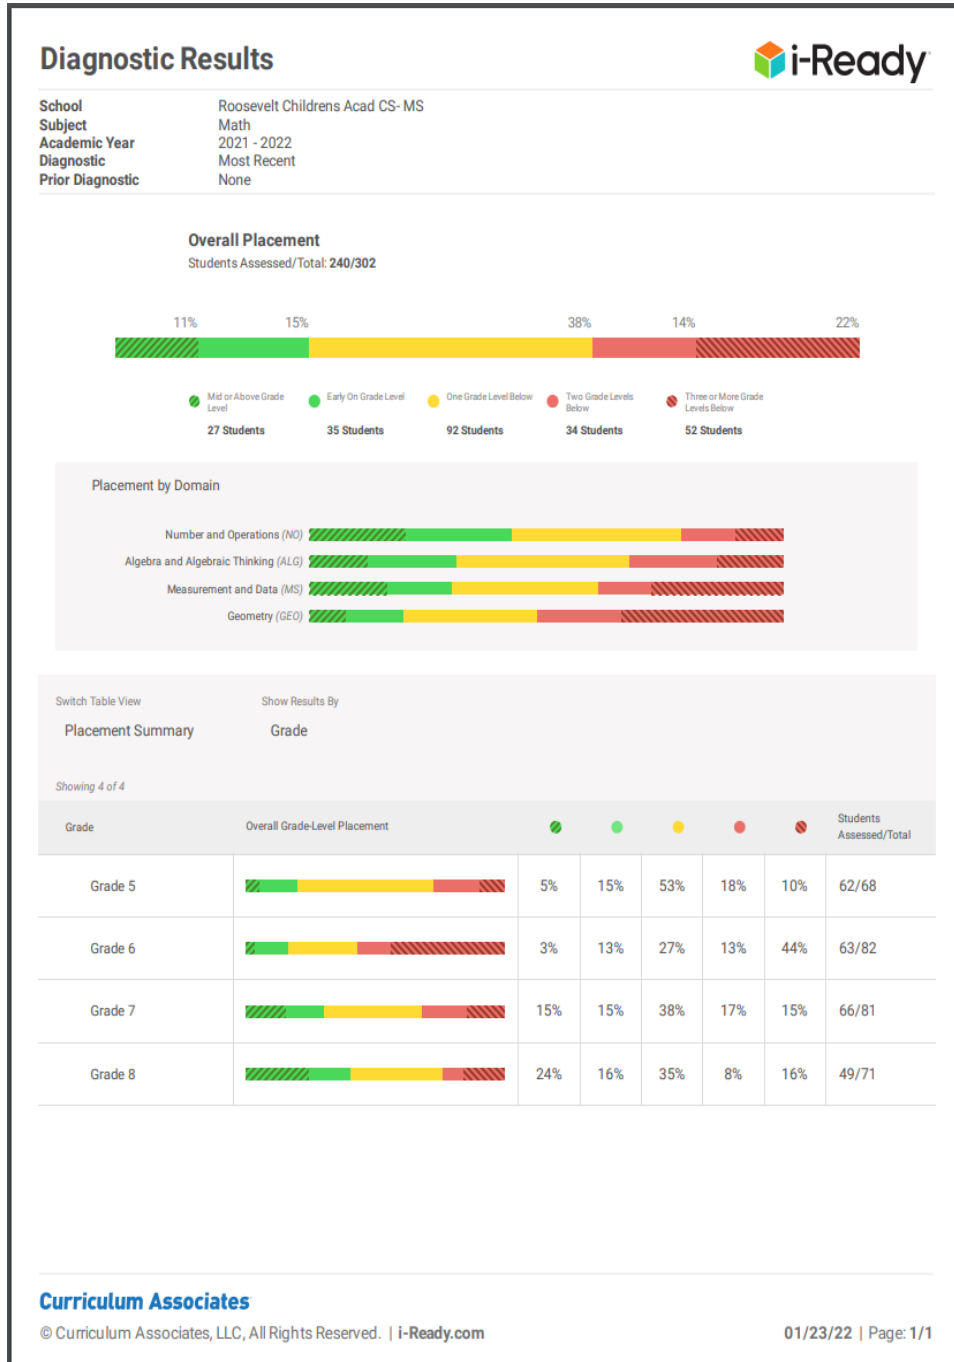 Diagnostic Results
i-Ready
School Roosevelt Childrens Acad CS- MS
Subject Math
Academic Year 2021 - 2022
Diagnostic Most Recent
Prior Diagnostic None
Overall Placement
Students Assessed/Total: 240/302
11% 15% 38% 14% 22%
Mid or Above Grade Level
27 Students
Early On Grade Level
35 Students
One Grade Level Below
92 Students
Two Grade Levels Below
34 Students
Three or More Grade Levels Below
52 Students
Placement by Domain
Number and Operations (NO)
Algebra and Algebraic Thinking (ALG)
Measurement and Data (MS)
Geometry (GEO)
Switch Table View Show Results By
Placement Summary Grade
Showing 4 of 4
Grade Overall Grade-Level Placement Students Assessed/Total
Grade 5 5% 15% 53% 18% 10% 62/68
Grade 6 3% 13% 27% 13% 44% 63/82
Grade 7 15% 15% 38% 17% 15% 66/81
Grade 8 24% 16% 35% 8% 16% 49/71
Curriculum Associates
© Curriculum Associates, LLC, All Rights Reserved. | i-Ready.com 01/23/22 | Page: 1/1